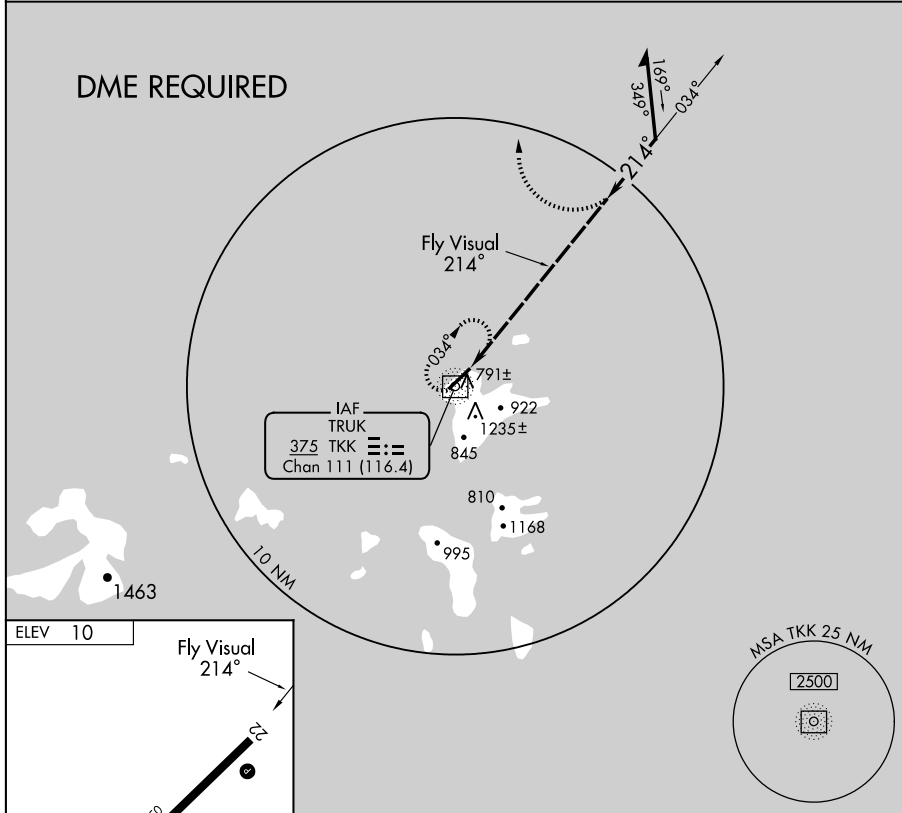 DME REQUIRED
169°
349°
034°
214°
Fly Visual
214°
034°
791±
922
1235±
845
IAF
TRUK
375 TKK
Chan 111 (116.4)
810
1168
995
10 NM
1463
ELEV 10
Fly Visual
214°
22
MSA TKK 25 NM
2500